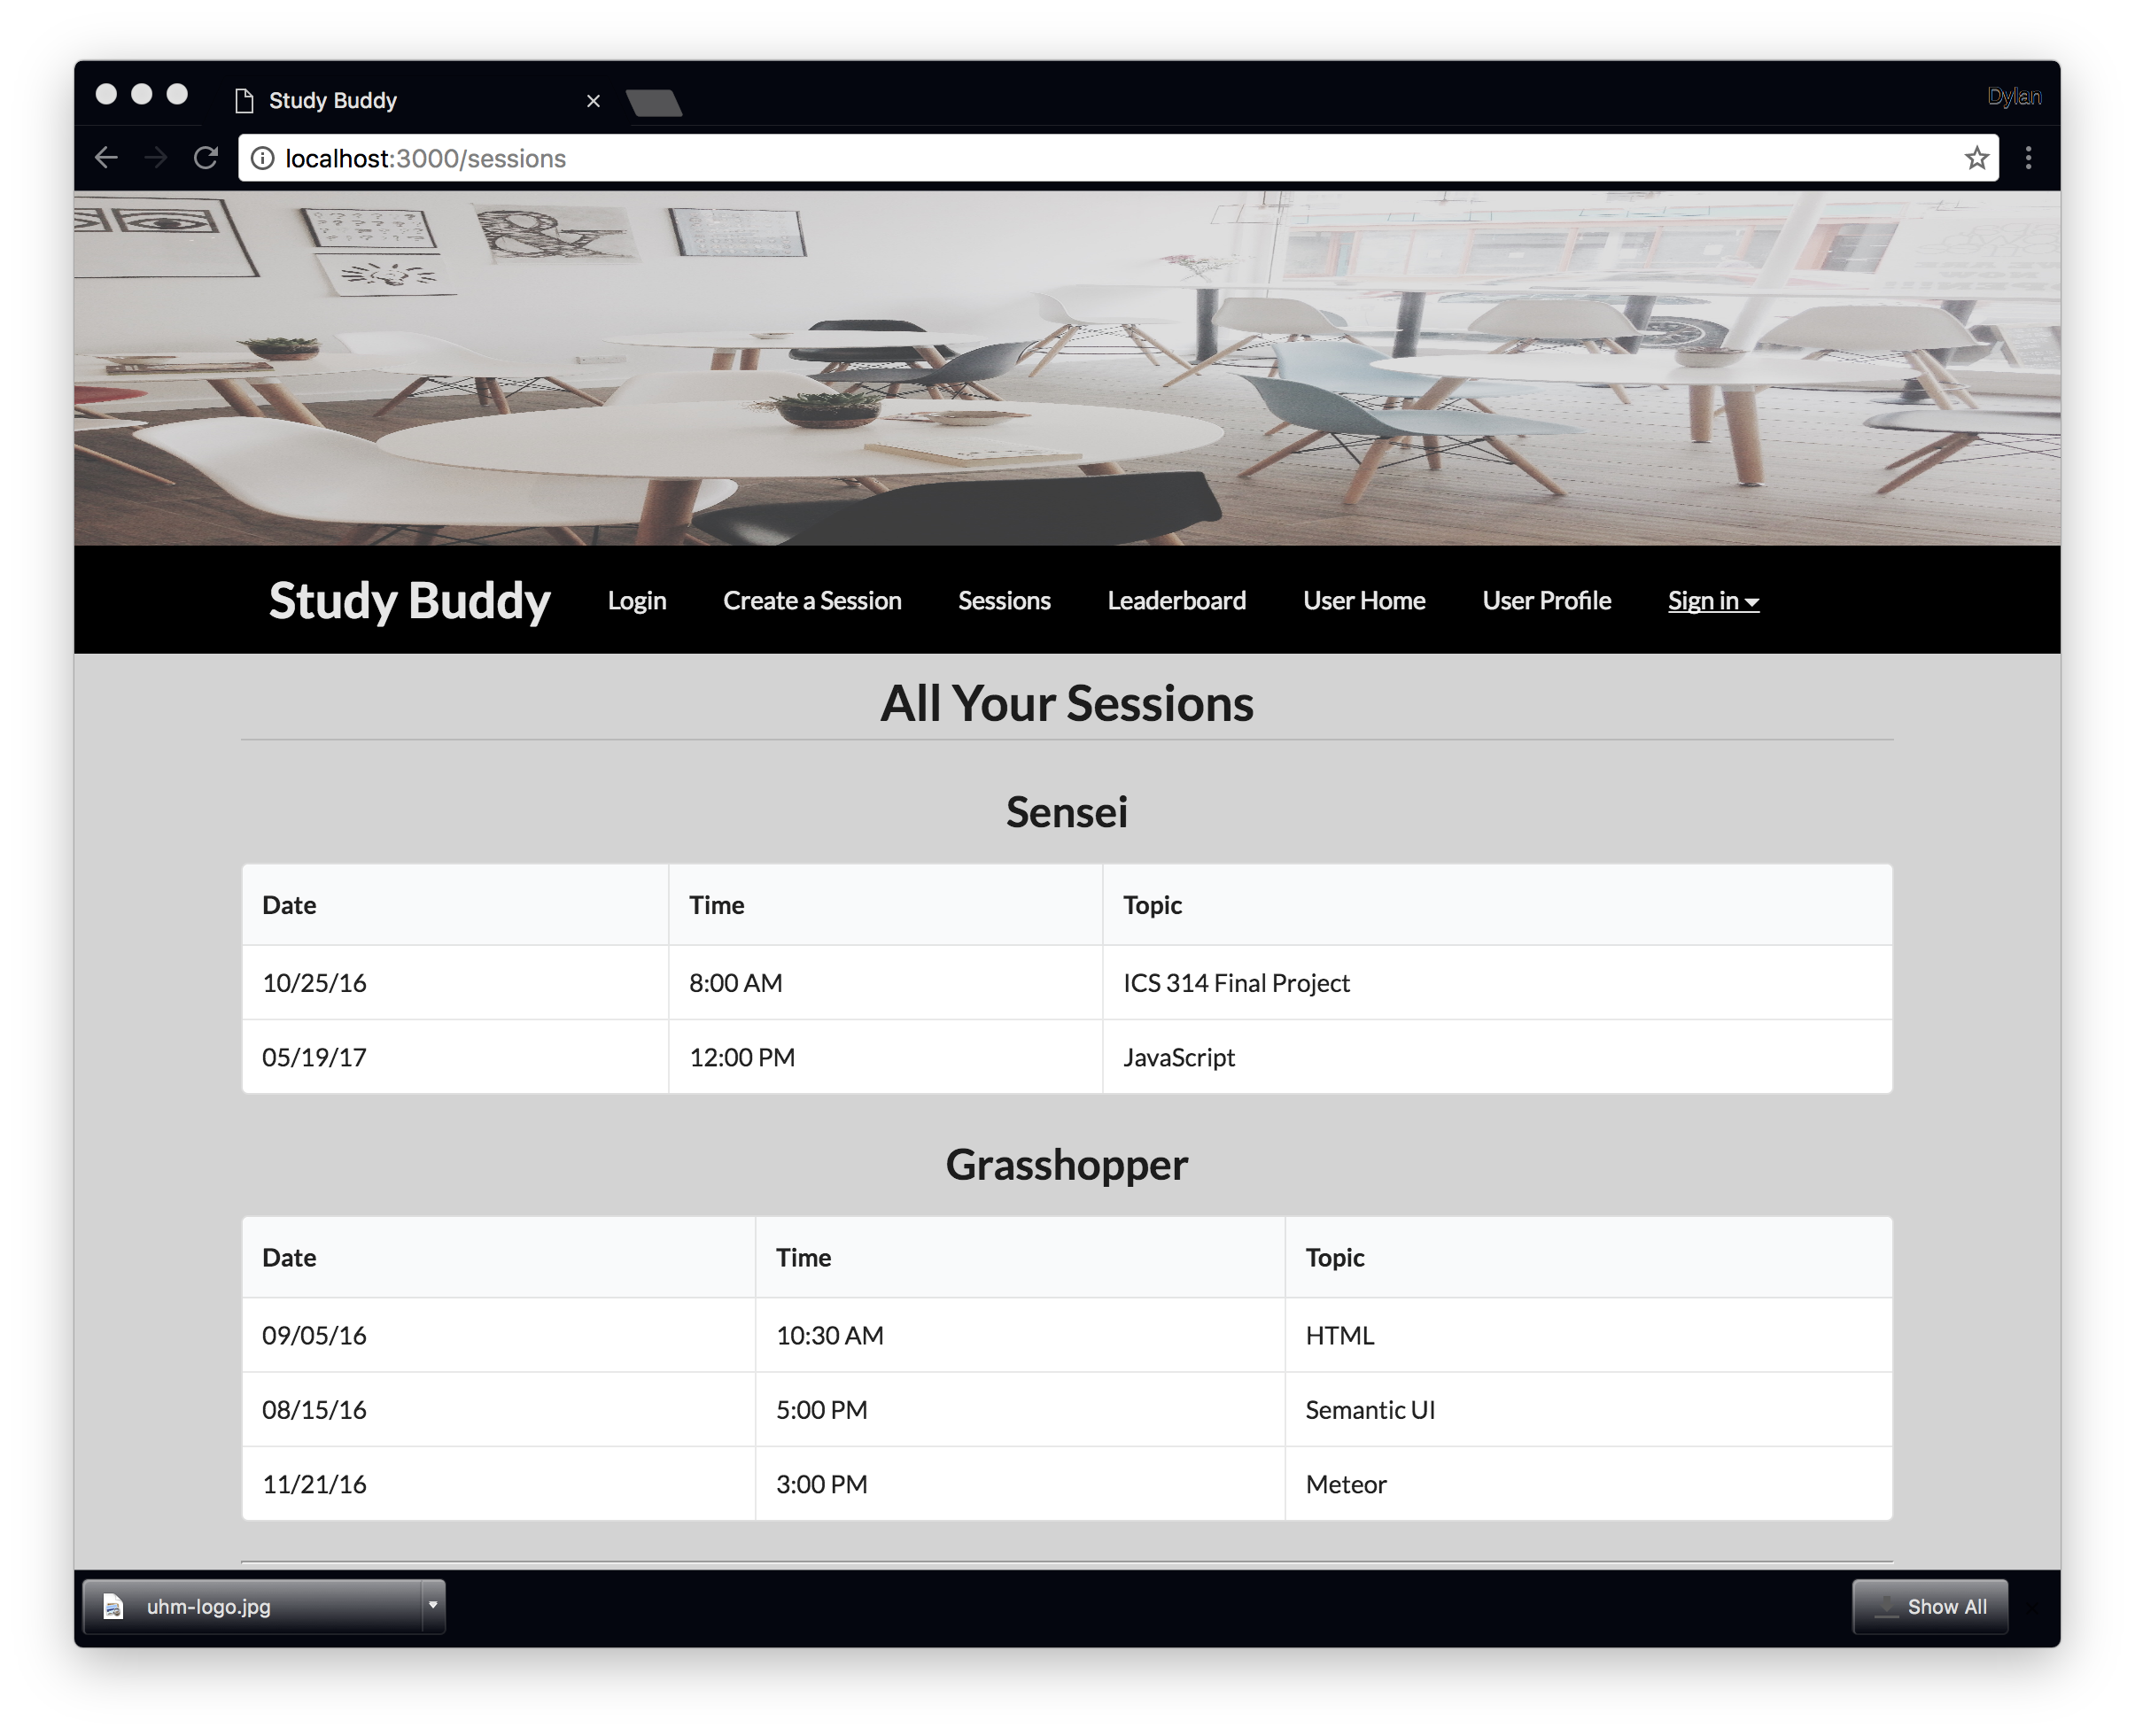 Study Buddy
Dylan
localhost:3000/sessions
Study Buddy Login Create a Session Sessions Leaderboard User Home User Profile Sign in
All Your Sessions
Sensei
Date Time Topic
10/25/16 8:00 AM ICS 314 Final Project
05/19/17 12:00 PM JavaScript
Grasshopper
Date Time Topic
09/05/16 10:30 AM HTML
08/15/16 5:00 PM Semantic UI
11/21/16 3:00 PM Meteor
uhm-logo.jpg Show All